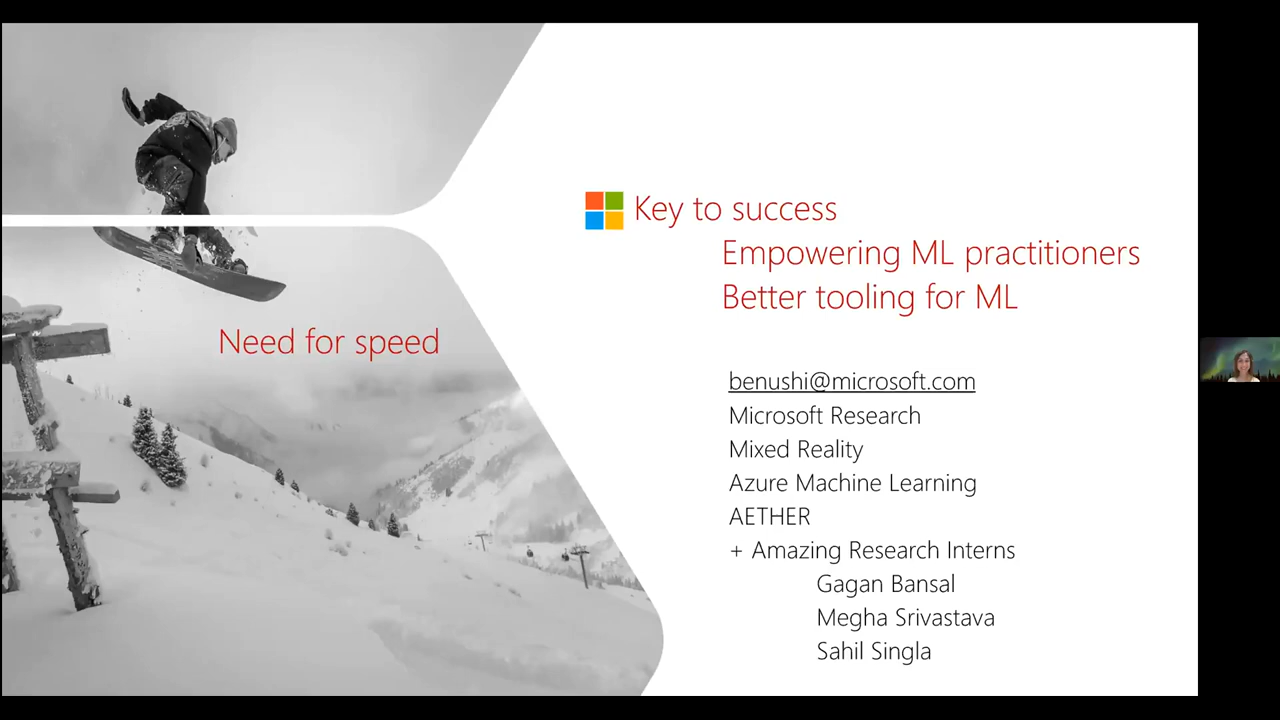 Need for speed
Key to success
Empowering ML practitioners
Better tooling for ML
benushi@microsoft.com
Microsoft Research
Mixed Reality
Azure Machine Learning
AETHER
+ Amazing Research Interns
Gagan Bansal
Megha Srivastava
Sahil Singla